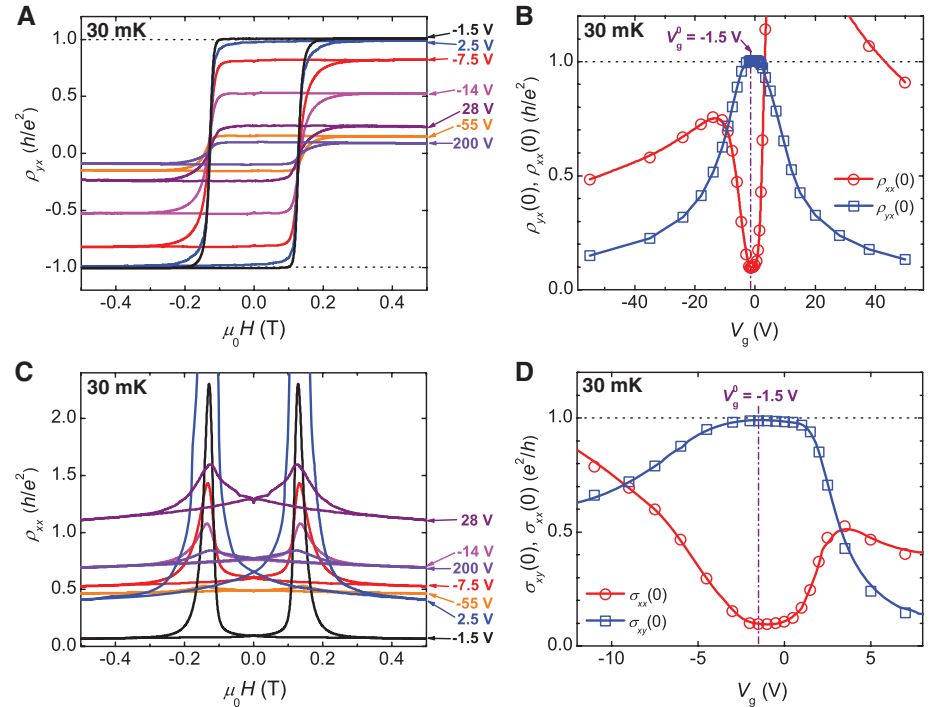 A
30 mK
1.0
0.5
0.0
-0.5
-1.0
ρyx (h/e²)
-0.4 -0.2 0.0 0.2 0.4
μ₀H (T)
-1.5 V
2.5 V
-7.5 V
-14 V
28 V
-55 V
200 V
B
30 mK
Vg⁰ = -1.5 V
1.0
0.5
0.0
ρyx(0), ρxx(0) (h/e²)
ρxx(0)
ρyx(0)
-40 -20 0 20 40
Vg (V)
C
30 mK
2.0
1.5
1.0
0.5
0.0
ρxx (h/e²)
-0.4 -0.2 0.0 0.2 0.4
μ₀H (T)
28 V
-14 V
200 V
-7.5 V
-55 V
2.5 V
-1.5 V
D
30 mK
Vg⁰ = -1.5 V
1.0
0.5
0.0
σxy(0), σxx(0) (e²/h)
σxx(0)
σxy(0)
-10 -5 0 5
Vg (V)